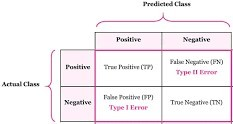 Predicted Class
Positive
Negative
Actual Class
Positive
True Positive (TP)
False Negative (FN)
Type II Error
Negative
False Positive (FP)
Type I Error
True Negative (TN)